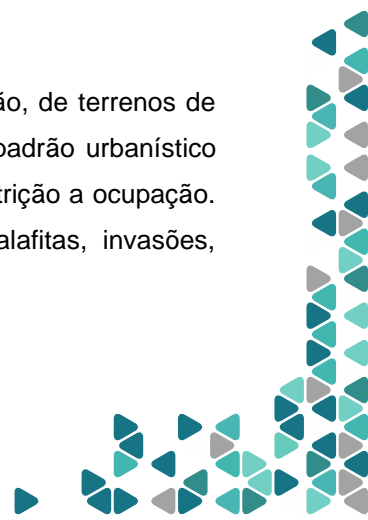 ão, de terrenos de
padrão urbanístico
trição a ocupação.
alafitas, invasões,